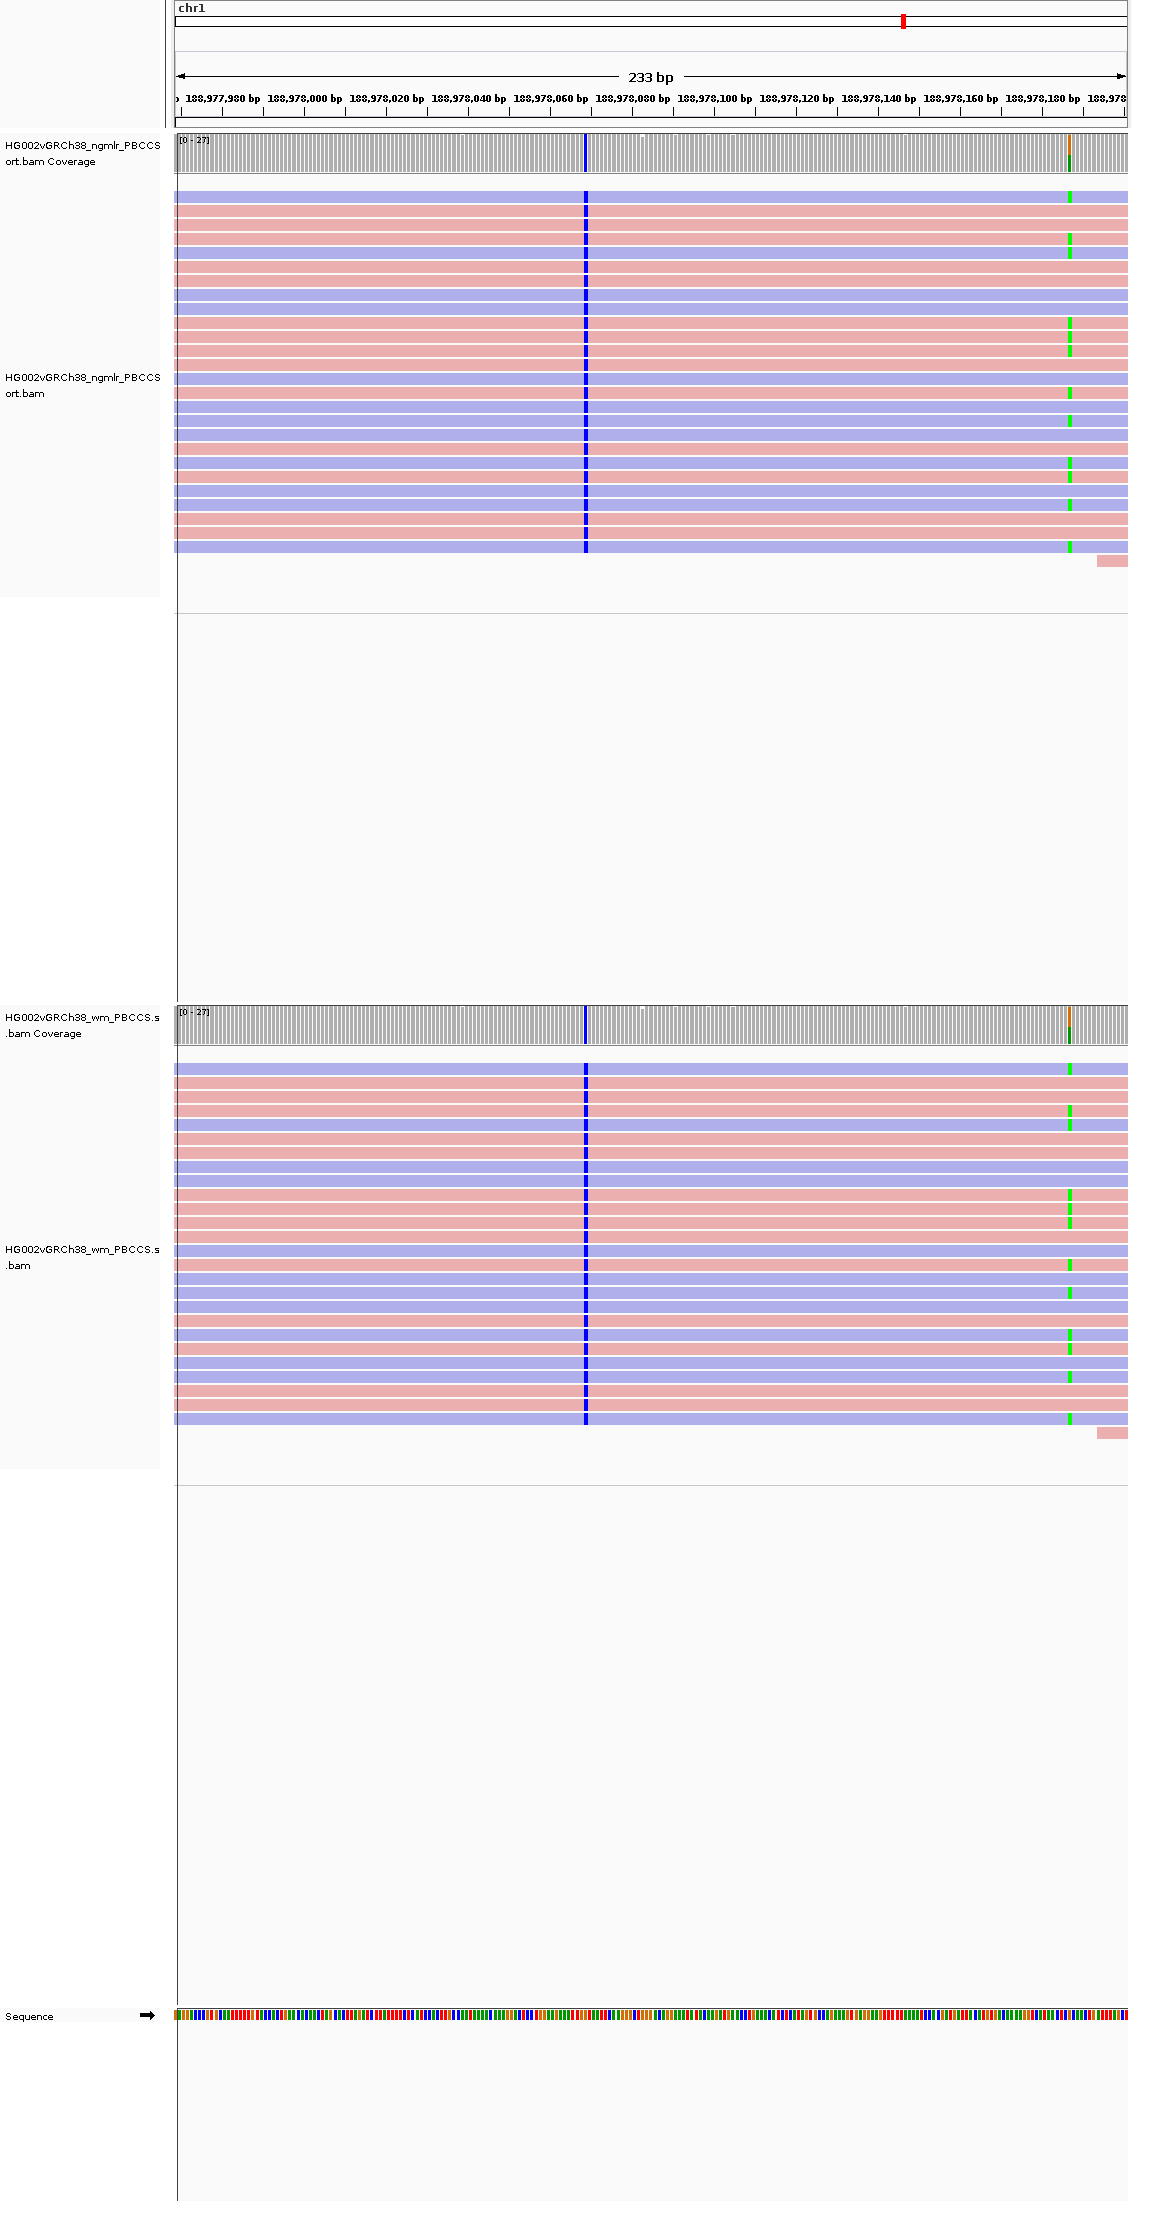 chr1
233 bp
188,977,980 bp 188,978,000 bp 188,978,020 bp 188,978,040 bp 188,978,060 bp 188,978,080 bp 188,978,100 bp 188,978,120 bp 188,978,140 bp 188,978,160 bp 188,978,180 bp 188,978
[0 - 27]
HG002vGRCh38_ngmlr_PBCCS
ort.bam Coverage
HG002vGRCh38_ngmlr_PBCCS
ort.bam
[0 - 27]
HG002vGRCh38_wm_PBCCS.s
.bam Coverage
HG002vGRCh38_wm_PBCCS.s
.bam
Sequence